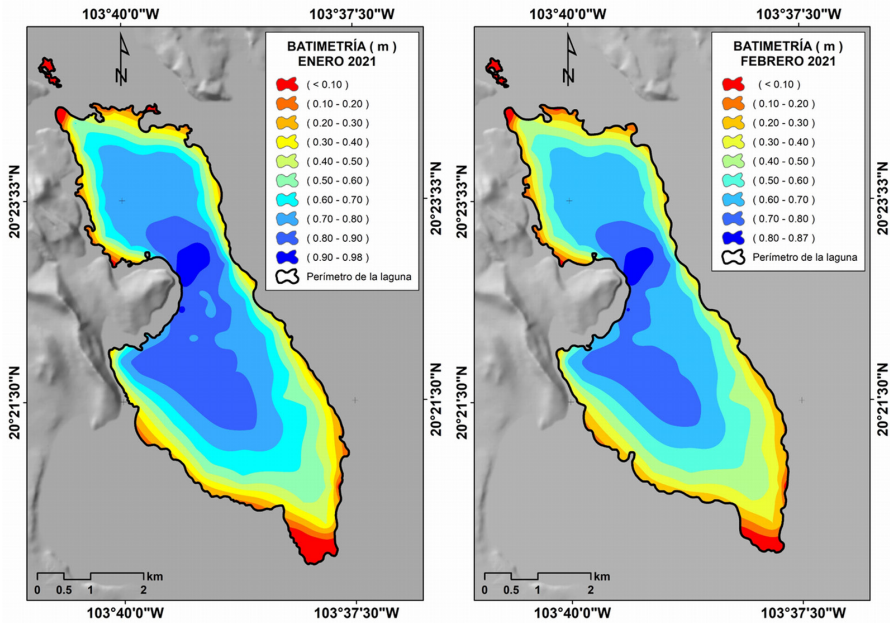 103°40'0"W 103°37'30"W
BATIMETRÍA ( m )
ENERO 2021
( < 0.10 )
( 0.10 - 0.20 )
( 0.20 - 0.30 )
( 0.30 - 0.40 )
( 0.40 - 0.50 )
( 0.50 - 0.60 )
( 0.60 - 0.70 )
( 0.70 - 0.80 )
( 0.80 - 0.90 )
( 0.90 - 0.98 )
Perímetro de la laguna
N
20°23'33"N
20°21'30"N
20°23'33"N
20°21'30"N
km
0 0.5 1 2
103°40'0"W 103°37'30"W
103°40'0"W 103°37'30"W
BATIMETRÍA ( m )
FEBRERO 2021
( < 0.10 )
( 0.10 - 0.20 )
( 0.20 - 0.30 )
( 0.30 - 0.40 )
( 0.40 - 0.50 )
( 0.50 - 0.60 )
( 0.60 - 0.70 )
( 0.70 - 0.80 )
( 0.80 - 0.87 )
Perímetro de la laguna
N
20°23'33"N
20°21'30"N
20°23'33"N
20°21'30"N
km
0 0.5 1 2
103°40'0"W 103°37'30"W